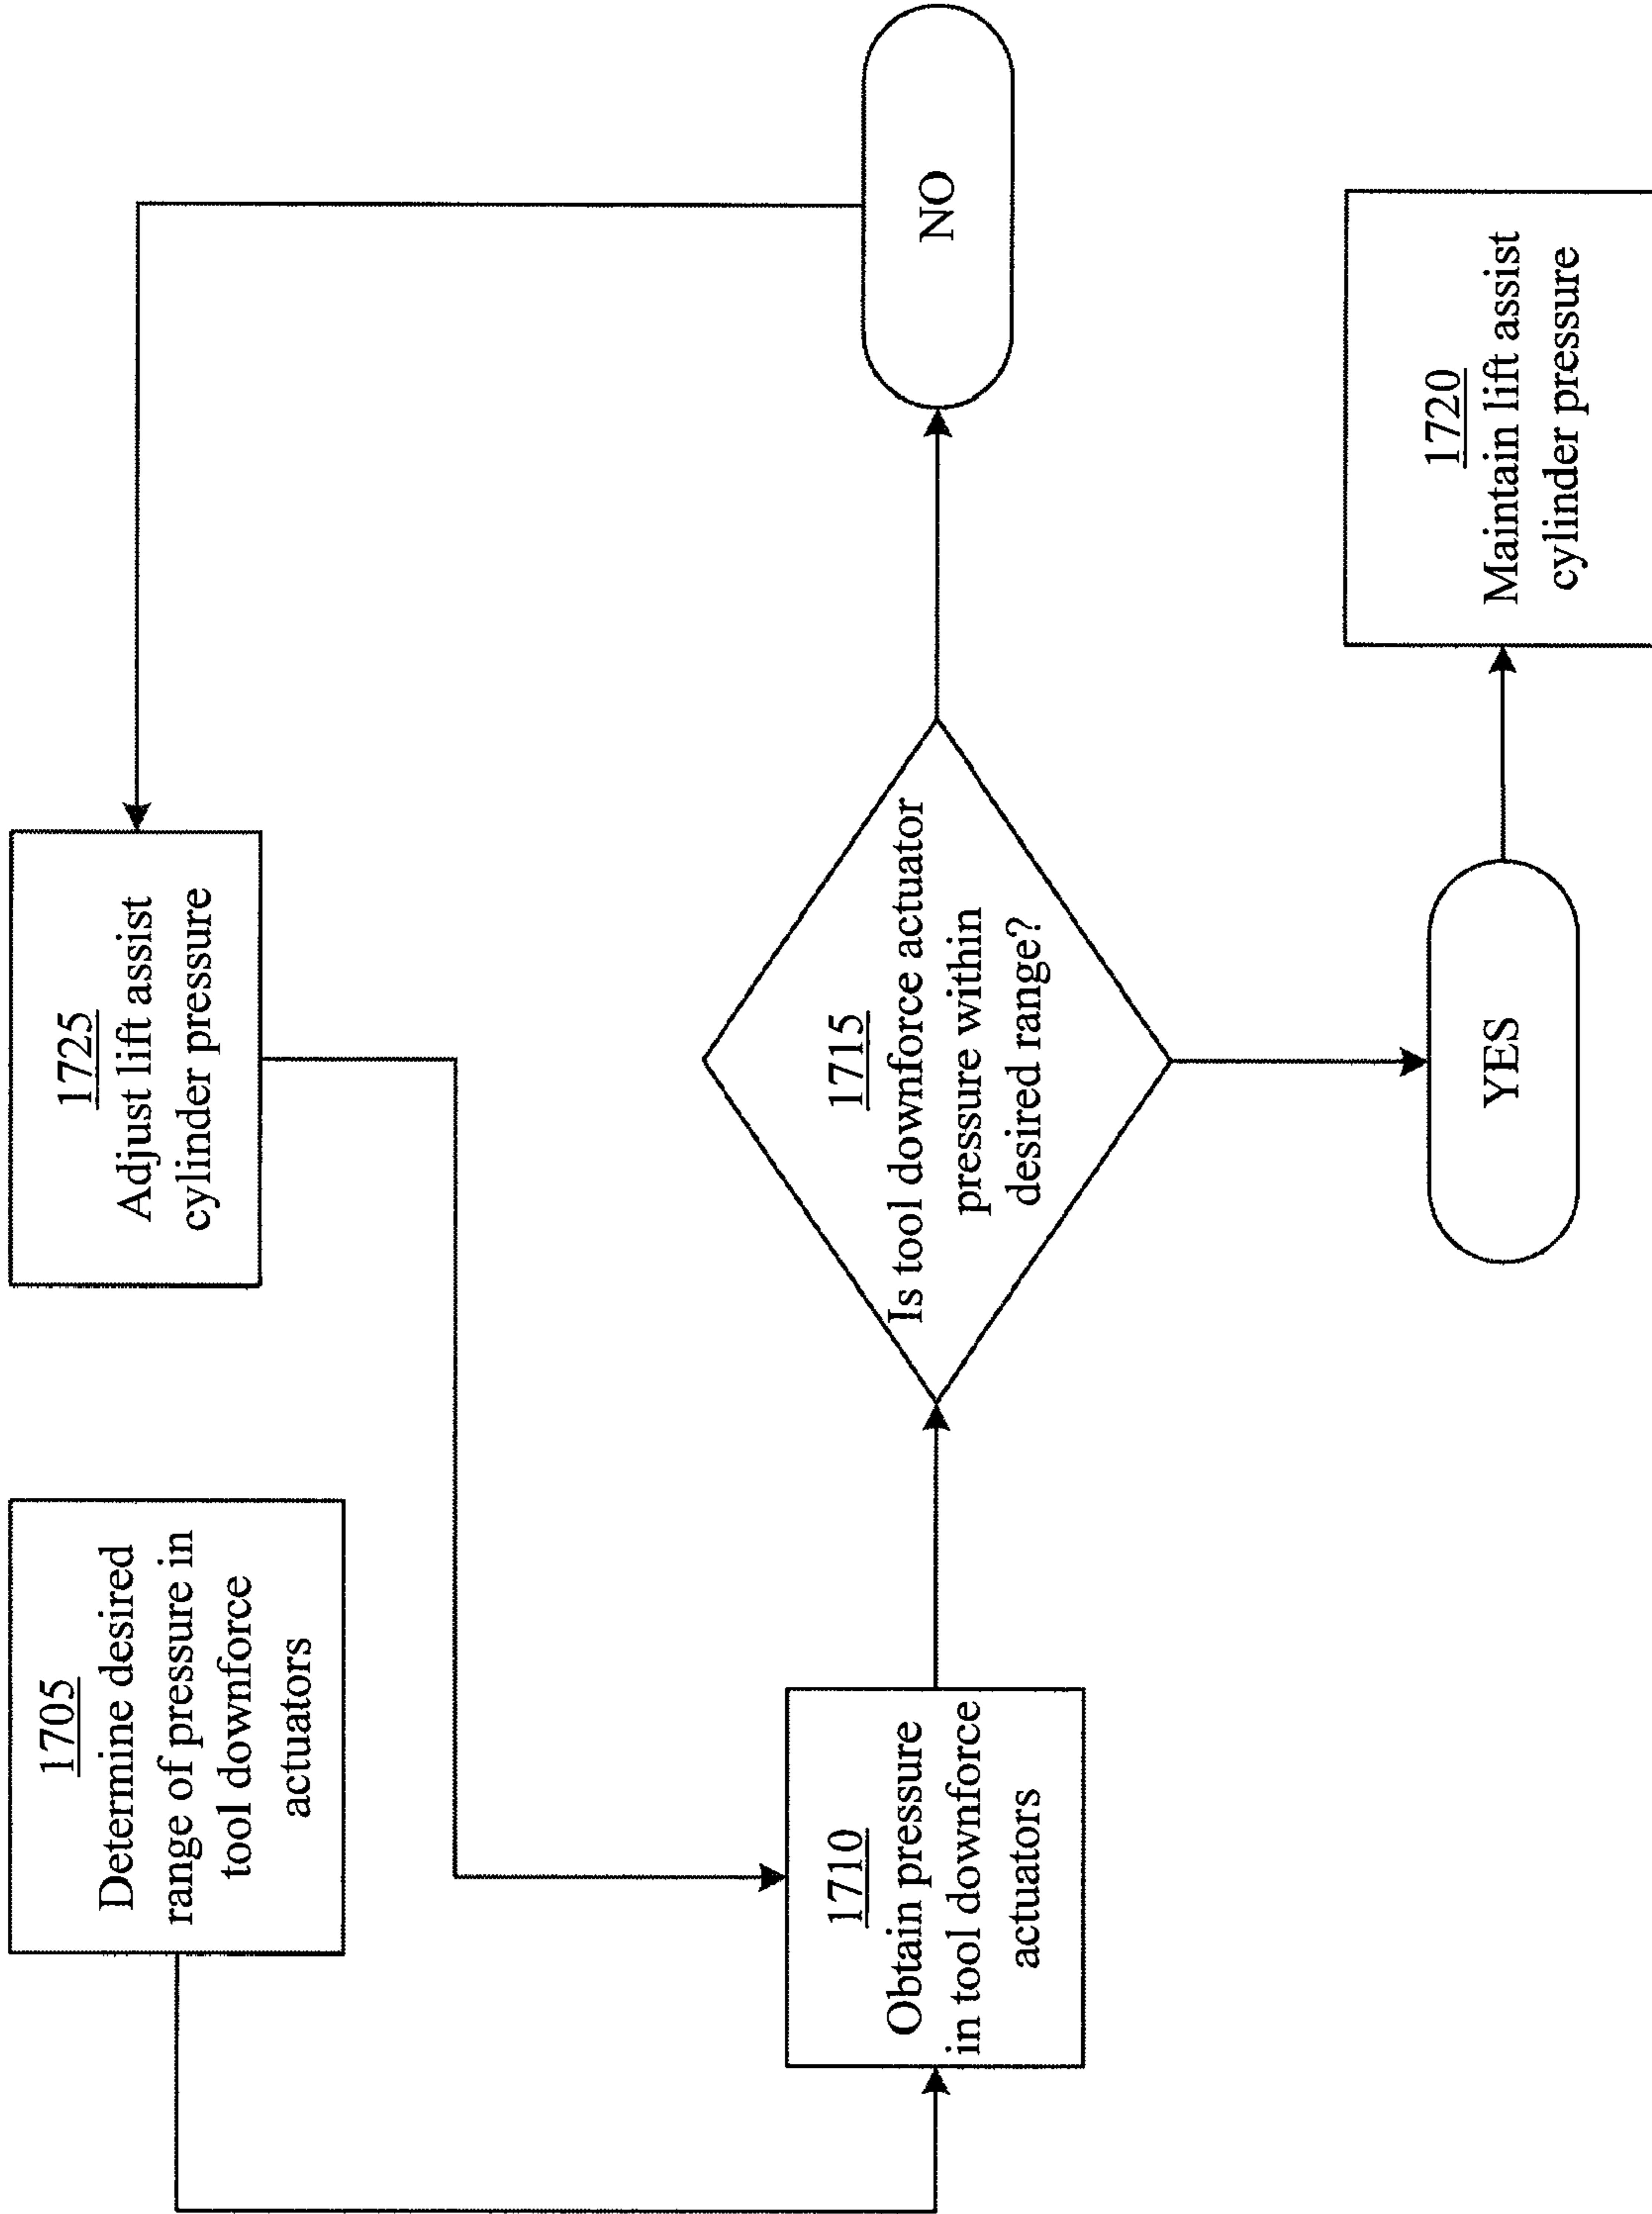 1705
Determine desired
range of pressure in
tool downforce
actuators
1725
Adjust lift assist
cylinder pressure
1710
Obtain pressure
in tool downforce
actuators
1715
Is tool downforce actuator
pressure within
desired range?
NO
YES
1720
Maintain lift assist
cylinder pressure